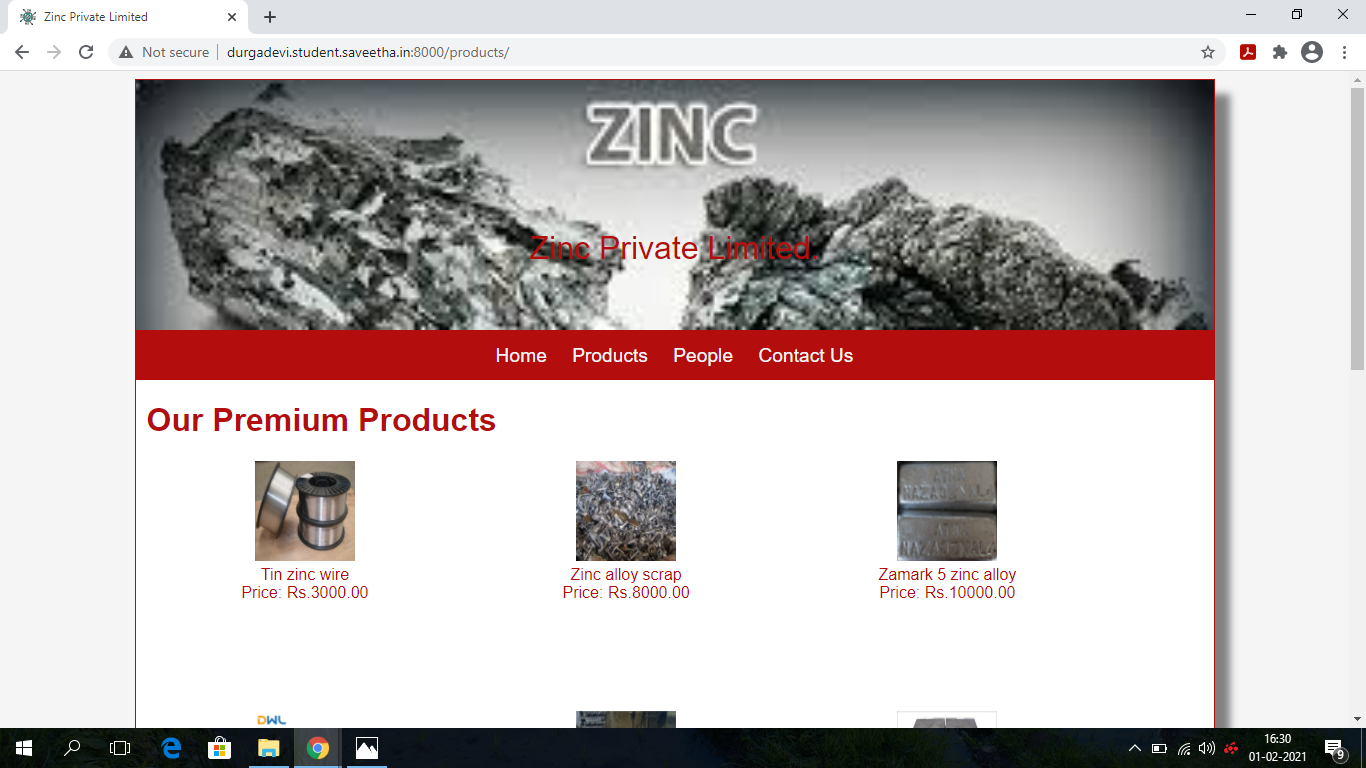 Zinc Private Limited
Not secure
durgadevi.student.saveetha.in:8000/products/
ZINC
Zinc Private Limited.
Home Products People Contact Us
Our Premium Products
Tin zinc wire
Price: Rs.3000.00
Zinc alloy scrap
Price: Rs.8000.00
Zamark 5 zinc alloy
Price: Rs.10000.00
DWL
16:30
01-02-2021
9